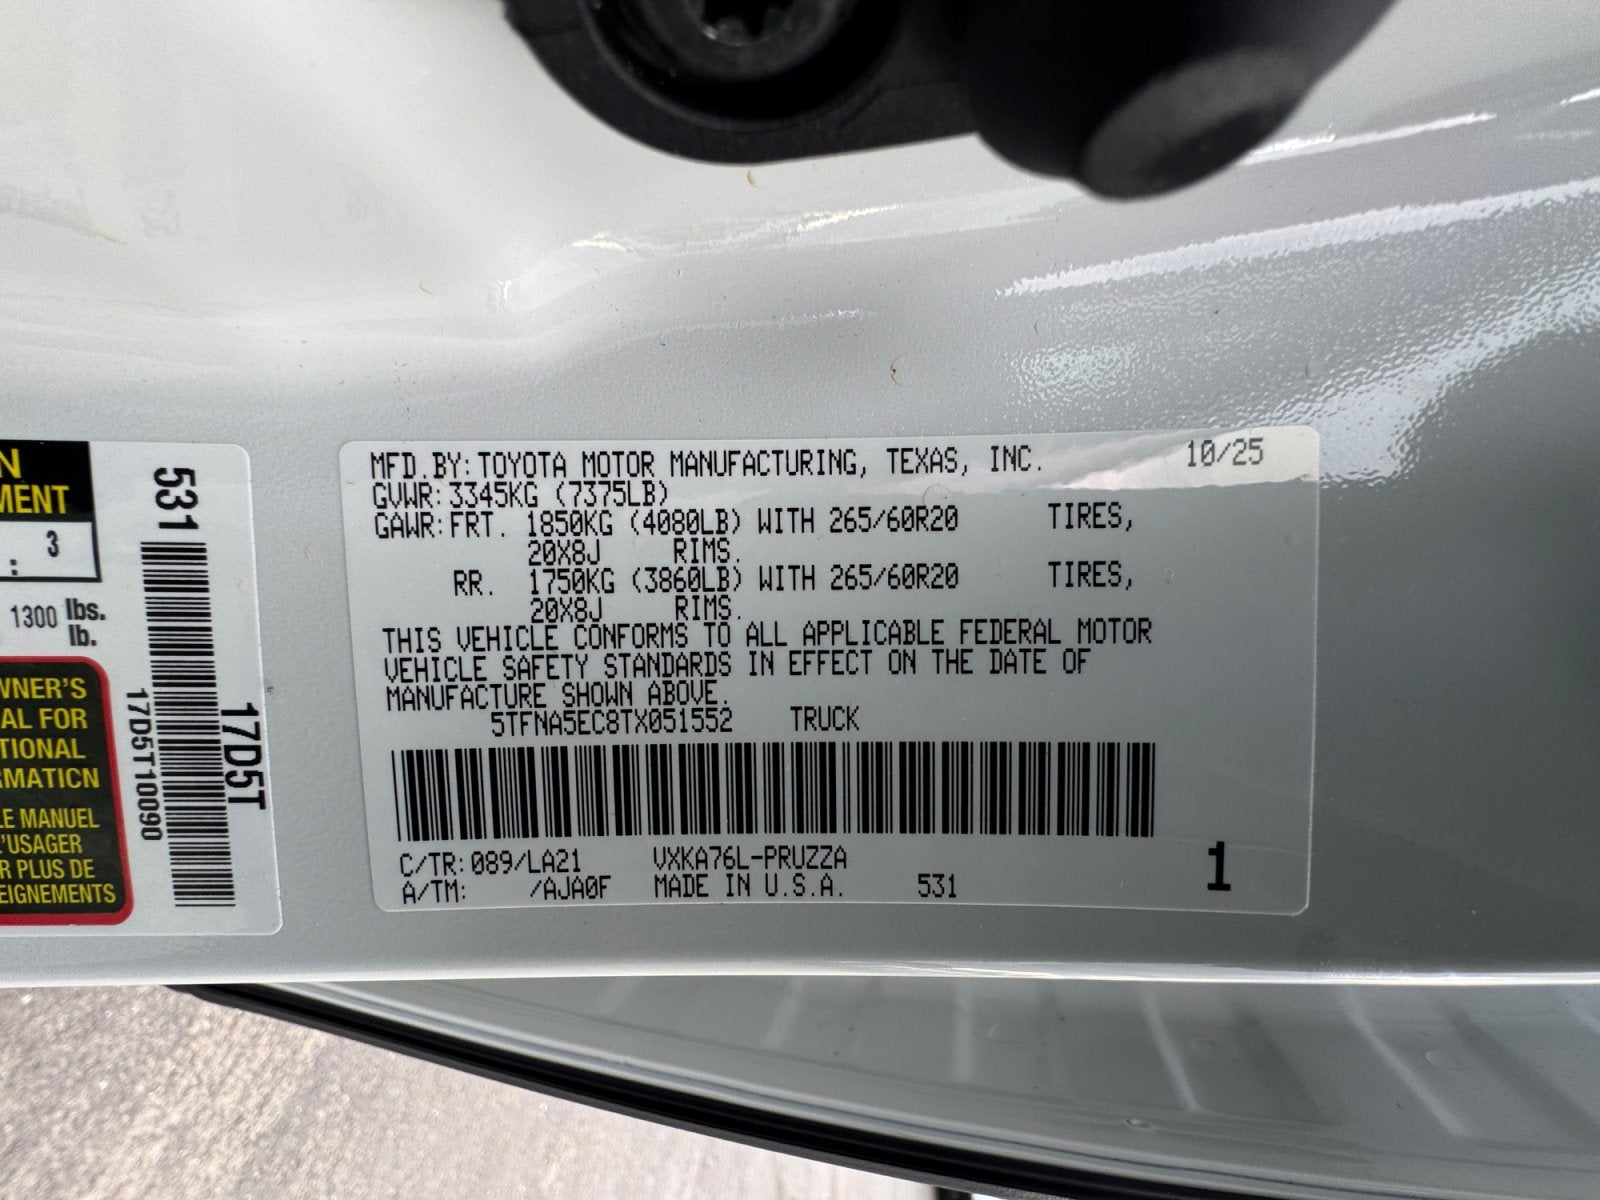 N
MENT
: 3
1300 lbs.
lb.
WNER'S
AL FOR
TIONAL
RMATION
LE MANUEL
L'USAGER
R PLUS DE
EIGNEMENTS
531
17D5T
17D5T10090
MFD.BY:TOYOTA MOTOR MANUFACTURING, TEXAS, INC. 10/25
GVWR:3345KG (7375LB)
GAWR:FRT. 1850KG (4080LB) WITH 265/60R20 TIRES,
20X8J RIMS.
RR. 1750KG (3860LB) WITH 265/60R20 TIRES,
20X8J RIMS.
THIS VEHICLE CONFORMS TO ALL APPLICABLE FEDERAL MOTOR
VEHICLE SAFETY STANDARDS IN EFFECT ON THE DATE OF
MANUFACTURE SHOWN ABOVE.
5TFNA5EC8TX051552 TRUCK
C/TR:089/LA21 VXKA76L-PRUZZA
A/TM: /AJA0F MADE IN U.S.A. 531
1